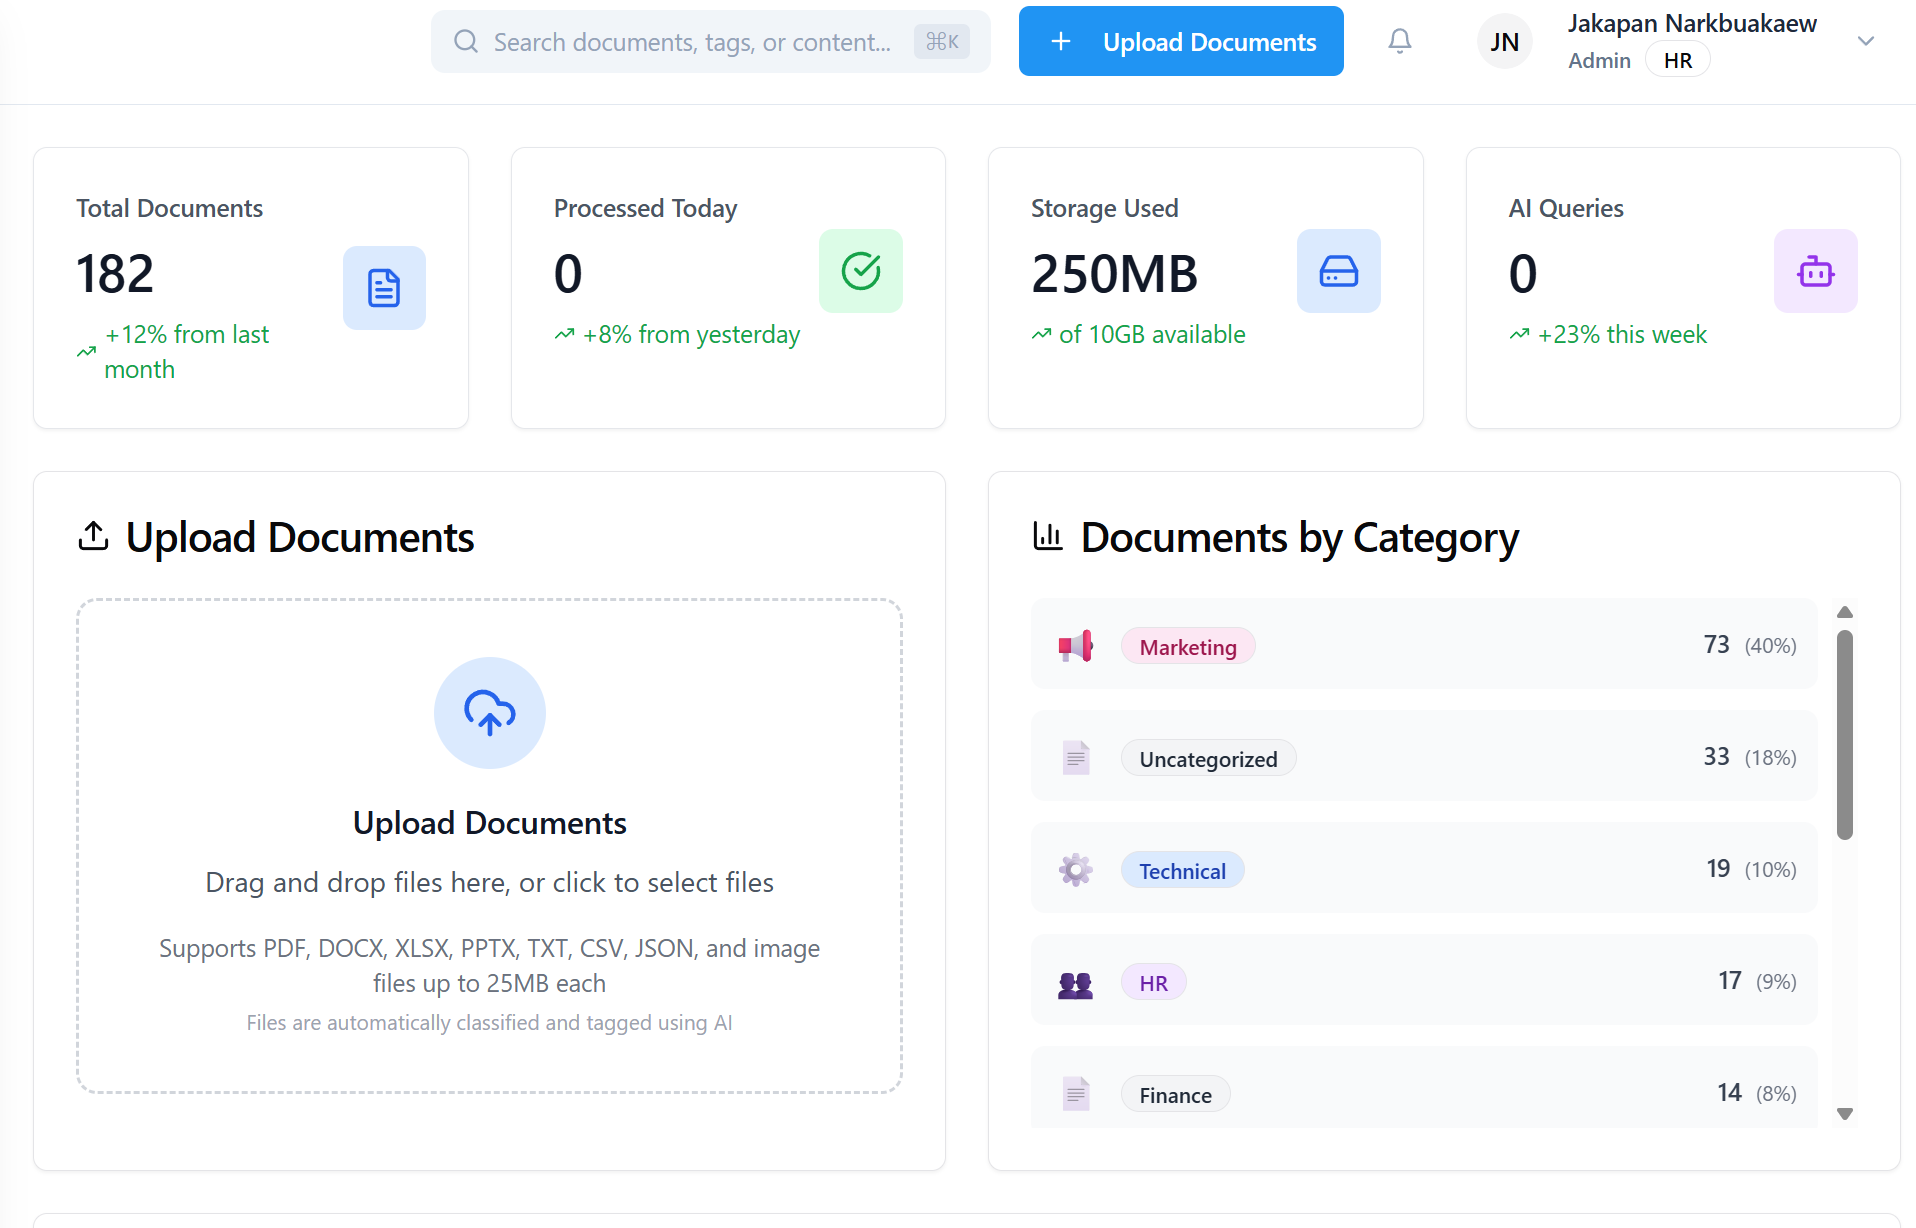 Search documents, tags, or content...
⌘K
Upload Documents
JN
Jakapan Narkbuakaew
Admin
HR
Total Documents
182
+12% from last
month
Processed Today
0
+8% from yesterday
Storage Used
250MB
of 10GB available
AI Queries
0
+23% this week
Upload Documents
Upload Documents
Drag and drop files here, or click to select files
Supports PDF, DOCX, XLSX, PPTX, TXT, CSV, JSON, and image
files up to 25MB each
Files are automatically classified and tagged using AI
Documents by Category
Marketing 73 (40%)
Uncategorized 33 (18%)
Technical 19 (10%)
HR 17 (9%)
Finance 14 (8%)